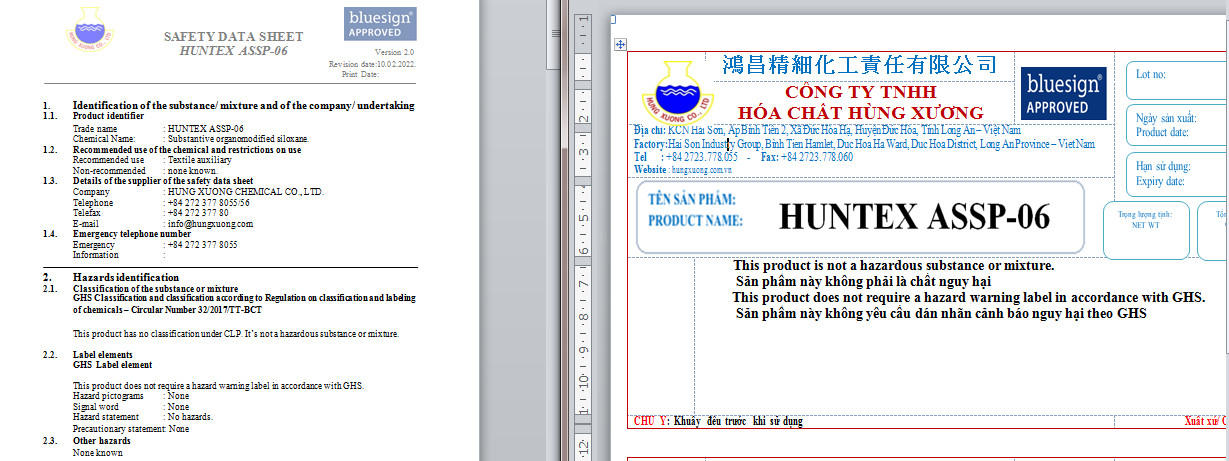 SAFETY DATA SHEET
HUNTEX ASSP-06
HUNG XUONG CO., LTD.
bluesign®
APPROVED
Version 2.0
Revision date:10.02.2022.
Print Date:
1. Identification of the substance/ mixture and of the company/ undertaking
1.1. Product identifier
Trade name : HUNTEX ASSP-06
Chemical Name: : Substantive organomodified siloxane.
1.2. Recommended use of the chemical and restrictions on use
Recommended use : Textile auxiliary
Non-recommended : none known.
1.3. Details of the supplier of the safety data sheet
Company : HUNG XUONG CHEMICAL CO., LTD.
Telephone : +84 272 377 8055/56
Telefax : +84 272 377 80
E-mail : info@hungxuong.com
1.4. Emergency telephone number
Emergency : +84 272 377 8055
Information :
2. Hazards identification
2.1. Classification of the substance or mixture
GHS Classification and classification according to Regulation on classification and labeling
of chemicals – Circular Number 32/2017/TT-BCT
This product has no classification under CLP. It's not a hazardous substance or mixture.
2.2. Label elements
GHS Label element
This product does not require a hazard warning label in accordance with GHS.
Hazard pictograms : None
Signal word : None
Hazard statement : No hazards.
Precautionary statement: None
2.3. Other hazards
None known
鴻昌精細化工責任有限公司
CÔNG TY TNHH
HÓA CHẤT HÙNG XƯƠNG
HUNG XUONG CO., LTD
bluesign®
APPROVED
Lot no:
Ngày sản xuất:
Product date:
Hạn sử dụng:
Expiry date:
Địa chỉ: KCN Hải Sơn, Ấp Bình Tiền 2, Xã Đức Hòa Hạ, Huyện Đức Hòa, Tỉnh Long An – Việt Nam
Factory:Hai Son Industry Group, Binh Tien Hamlet, Duc Hoa Ha Ward, Duc Hoa District, Long An Province – Viet Nam
Tel : +84 2723.778.055 - Fax: +84 2723.778.060
Website : hungxuong.com.vn
TÊN SẢN PHẨM:
PRODUCT NAME:
HUNTEX ASSP-06
Trọng lượng tịnh:
NET WT
This product is not a hazardous substance or mixture.
Sản phẩm này không phải là chất nguy hại
This product does not require a hazard warning label in accordance with GHS.
Sản phẩm này không yêu cầu dán nhãn cảnh báo nguy hại theo GHS
CHÚ Ý: Khuấy đều trước khi sử dụng
Xuất xứ/